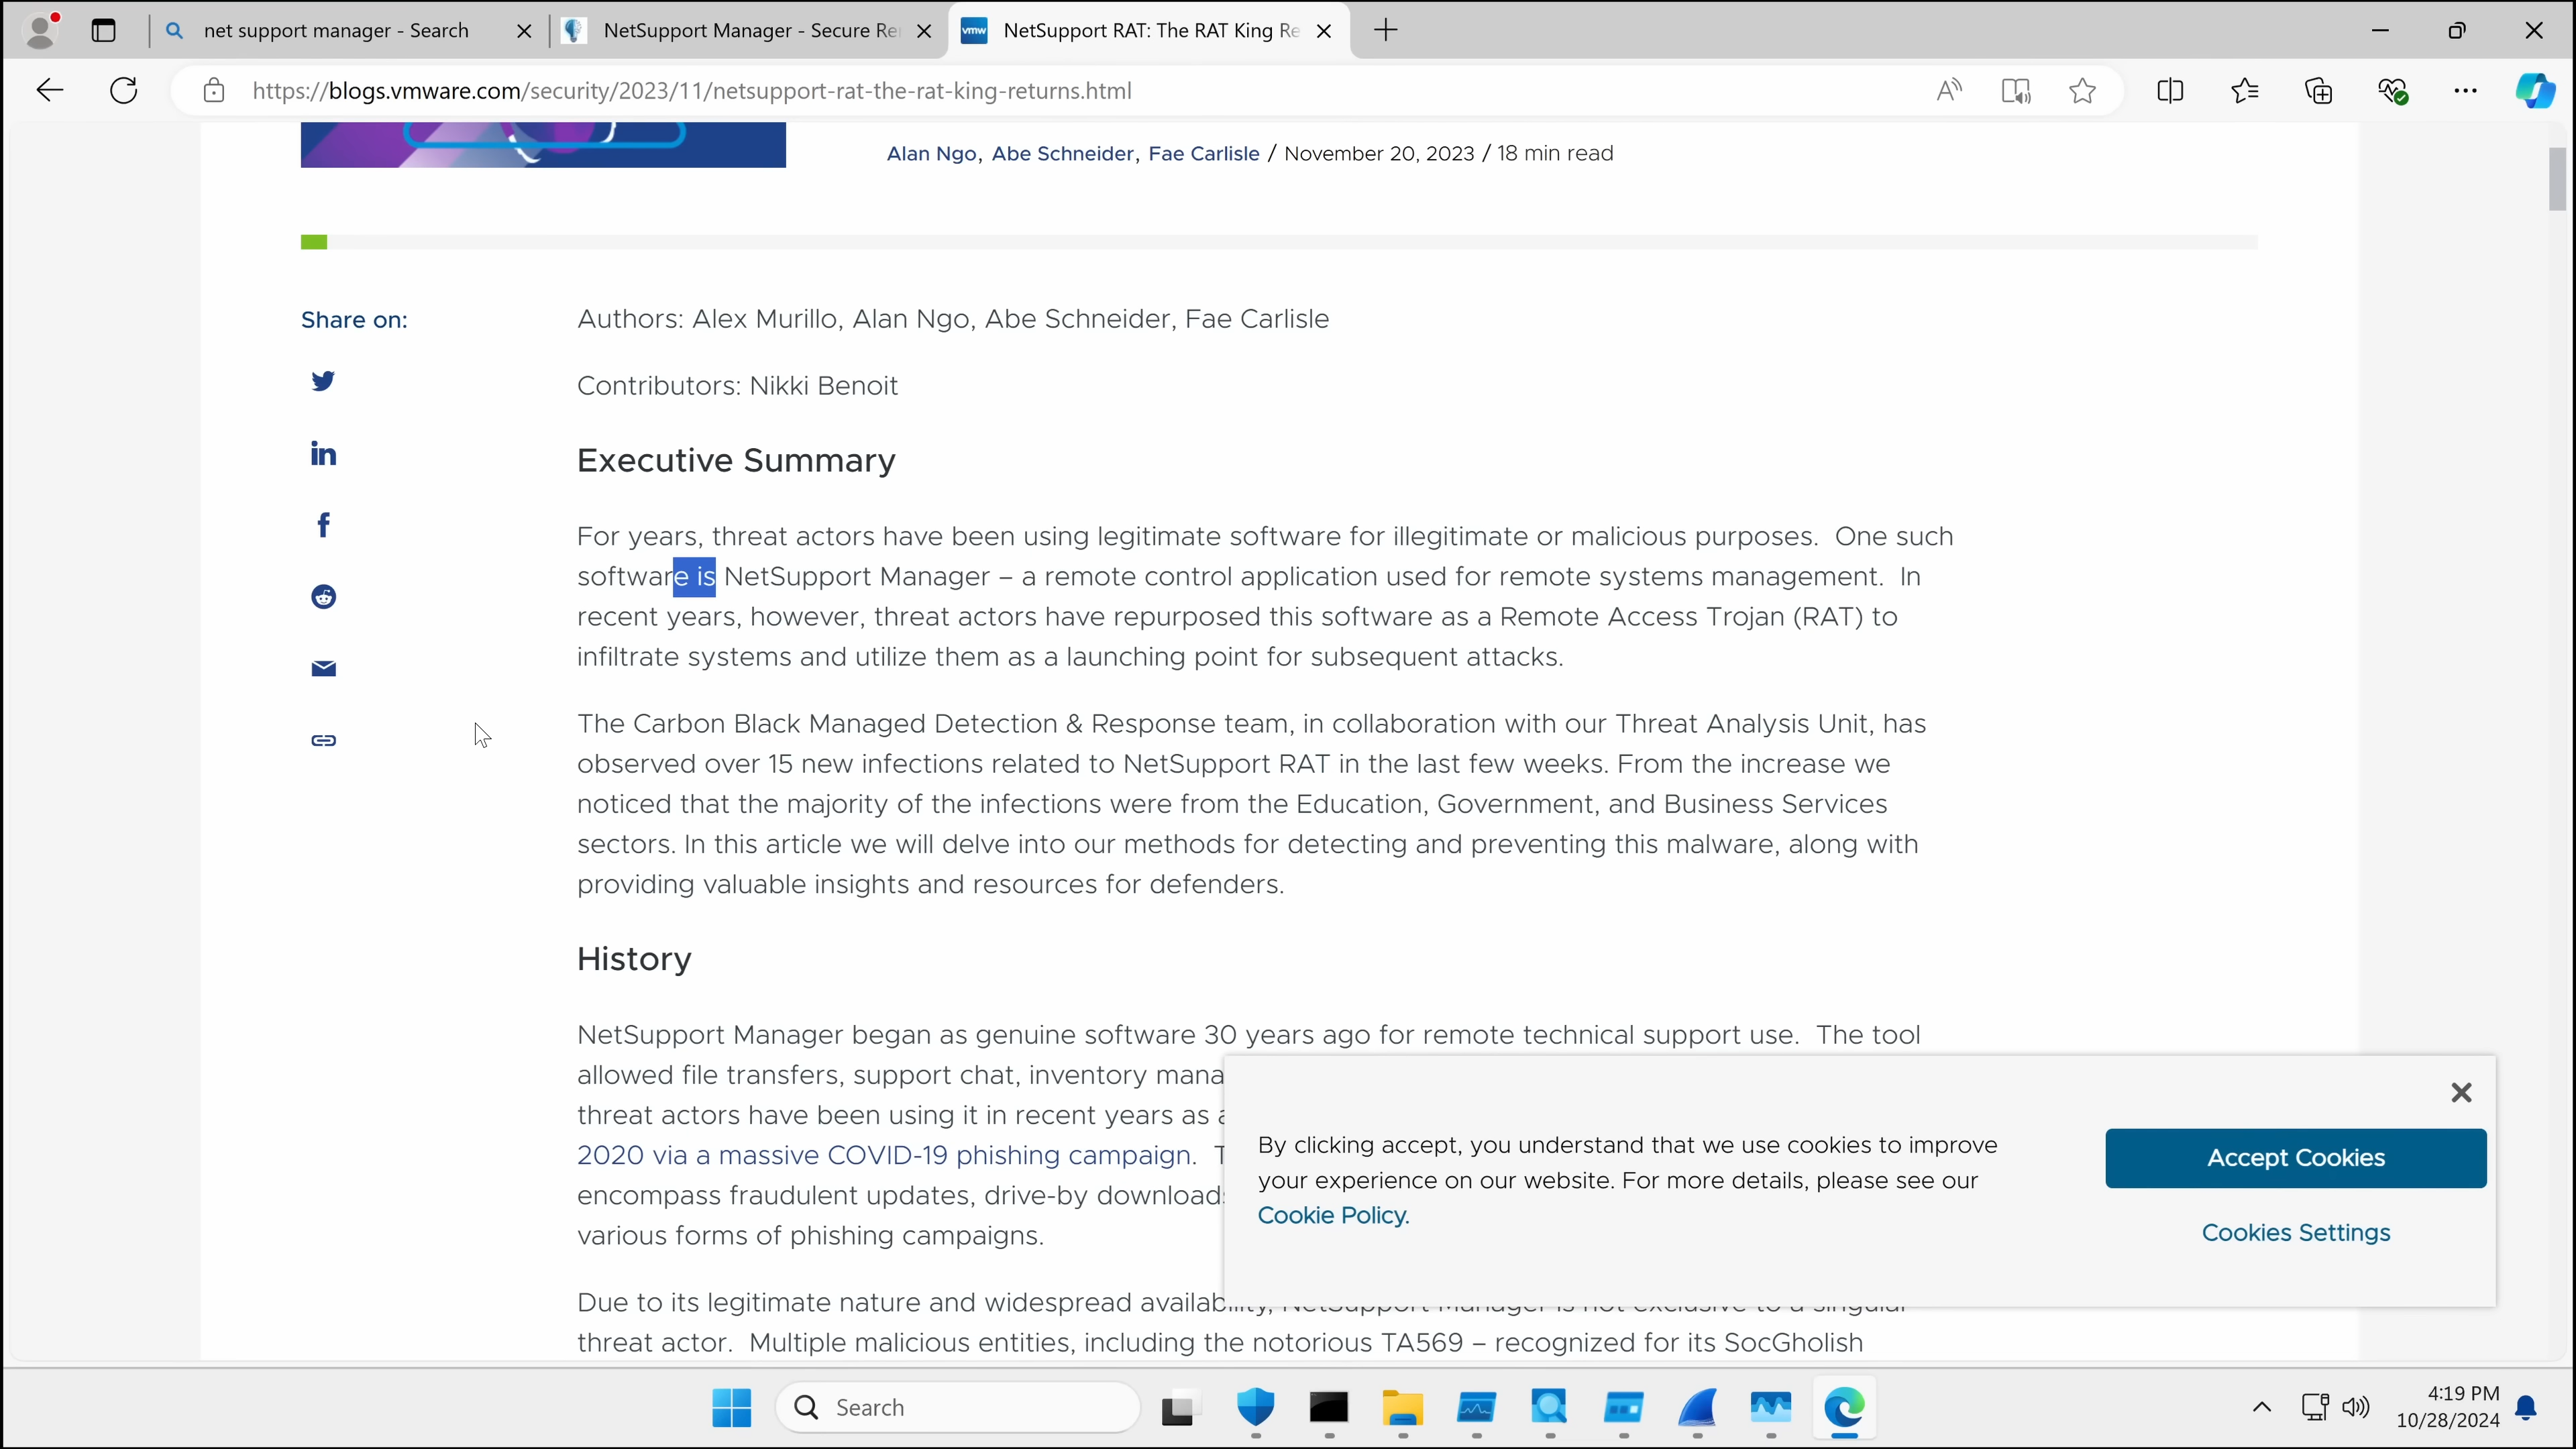 net support manager - Search
NetSupport Manager - Secure Re
vmw
NetSupport RAT: The RAT King Re
https://blogs.vmware.com/security/2023/11/netsupport-rat-the-rat-king-returns.html
Alan Ngo, Abe Schneider, Fae Carlisle / November 20, 2023 / 18 min read
Share on:
Authors: Alex Murillo, Alan Ngo, Abe Schneider, Fae Carlisle
Contributors: Nikki Benoit
Executive Summary
For years, threat actors have been using legitimate software for illegitimate or malicious purposes. One such
software is NetSupport Manager – a remote control application used for remote systems management. In
recent years, however, threat actors have repurposed this software as a Remote Access Trojan (RAT) to
infiltrate systems and utilize them as a launching point for subsequent attacks.
The Carbon Black Managed Detection & Response team, in collaboration with our Threat Analysis Unit, has
observed over 15 new infections related to NetSupport RAT in the last few weeks. From the increase we
noticed that the majority of the infections were from the Education, Government, and Business Services
sectors. In this article we will delve into our methods for detecting and preventing this malware, along with
providing valuable insights and resources for defenders.
History
NetSupport Manager began as genuine software 30 years ago for remote technical support use. The tool
allowed file transfers, support chat, inventory mana
threat actors have been using it in recent years as a
2020 via a massive COVID-19 phishing campaign. T
encompass fraudulent updates, drive-by downloads
various forms of phishing campaigns.
Due to its legitimate nature and widespread availability, NetSupport Manager is not exclusive to a singular
threat actor. Multiple malicious entities, including the notorious TA569 – recognized for its SocGholish
By clicking accept, you understand that we use cookies to improve
your experience on our website. For more details, please see our
Cookie Policy.
Accept Cookies
Cookies Settings
Search
4:19 PM
10/28/2024